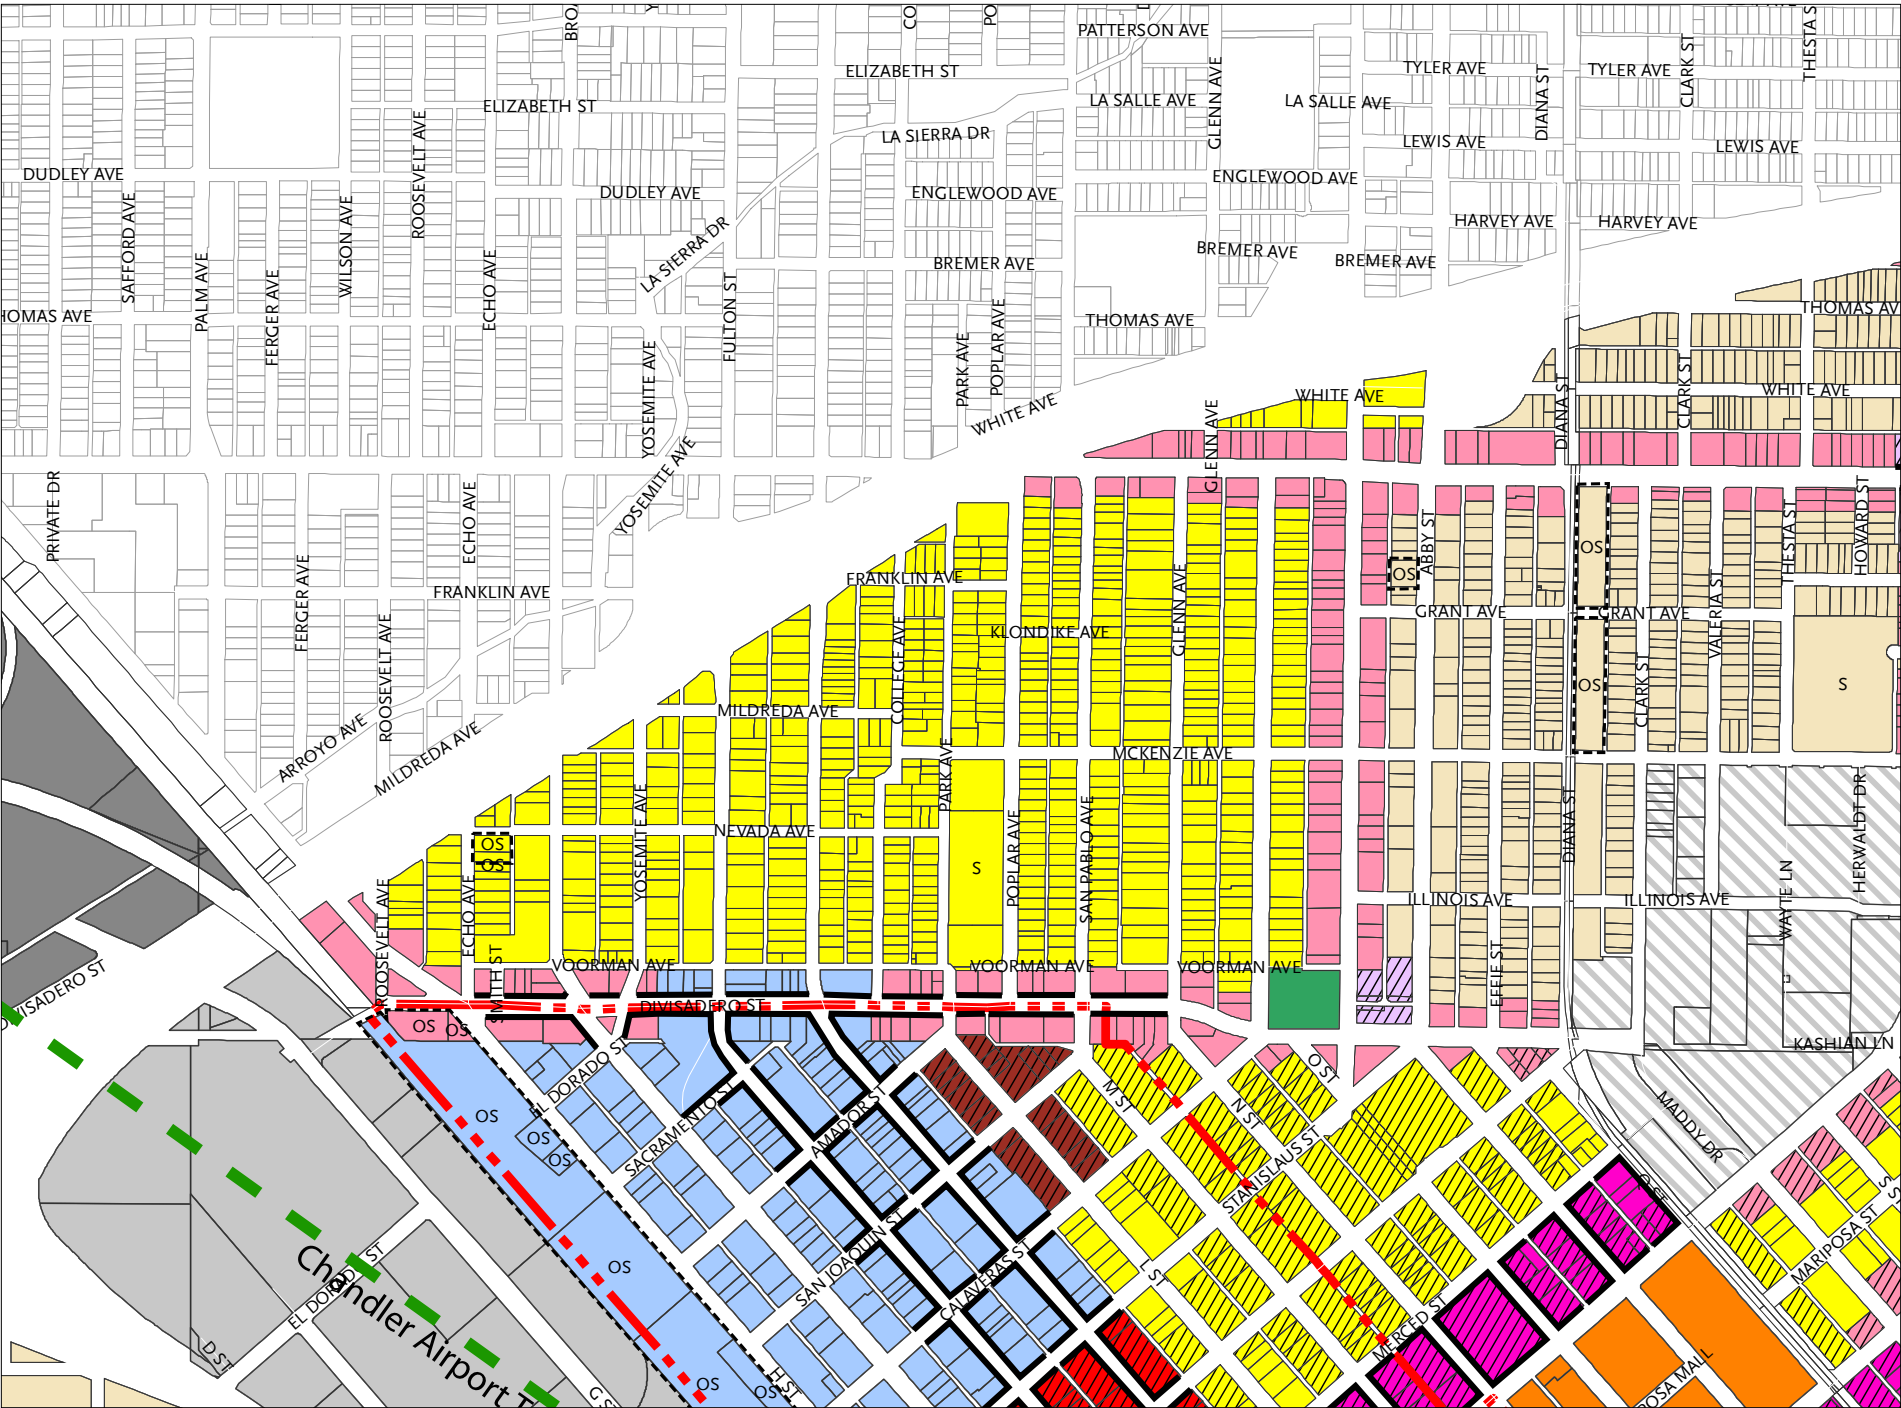 PATTERSON AVE
ELIZABETH ST
TYLER AVE
TYLER AVE
CLARK ST
ELIZABETH ST
LA SALLE AVE
LA SALLE AVE
GLENN AVE
DIANA ST
LA SIERRA DR
LEWIS AVE
LEWIS AVE
ROOSEVELT AVE
DUDLEY AVE
DUDLEY AVE
ENGLEWOOD AVE
ENGLEWOOD AVE
HARVEY AVE
HARVEY AVE
SAFFORD AVE
WILSON AVE
PALM AVE
FERGER AVE
ECHO AVE
LA SIERRA DR
FULTON ST
BREMER AVE
BREMER AVE
BREMER AVE
THOMAS AVE
PARK AVE
POPLAR AVE
YOSEMITE AVE
WHITE AVE
WHITE AVE
WHITE AVE
CLARK ST
DIANA ST
GLENN AVE
YOSEMITE AVE
PRIVATE DR
ECHO AVE
ABBY ST
THESTA ST
HOWARD ST
OS
OS
FRANKLIN AVE
FRANKLIN AVE
FERGER AVE
ROOSEVELT AVE
COLLEGE AVE
KLONDIKE AVE
GLENN AVE
GRANT AVE
GRANT AVE
VALERIA ST
CLARK ST
OS
S
MILDREDA AVE
ARROYO AVE
MILDREDA AVE
PARK AVE
MCKENZIE AVE
NEVADA AVE
YOSEMITE AVE
POPLAR AVE
SAN PABLO AVE
DIANA ST
HERWALDT DR
WAYTE LN
OS
OS
S
ILLINOIS AVE
ILLINOIS AVE
ROOSEVELT AVE
ECHO AVE
SMITH ST
EFFIE ST
VOORMAN AVE
VOORMAN AVE
VOORMAN AVE
DIVISADERO ST
OS
OS
KASHIAN LN
EL DORADO ST
O ST
M ST
N ST
MADDY DR
OS
OS
OS
SACRAMENTO ST
AMADOR ST
STANISLAUS ST
O ST
MARIPOSA ST
SAN JOAQUIN ST
CALAVERAS ST
L ST
OS
EL DORADO ST
MERCED ST
D ST
H ST
OS
OS